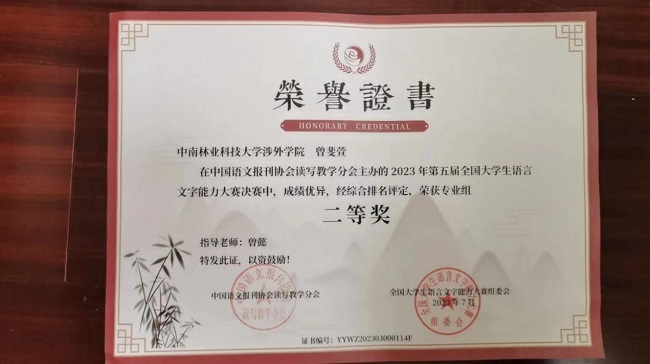 榮譽證書
HONORARY CREDENTIAL
中南林业科技大学涉外学院 曾斐萱
在中国语文报刊协会读写教学分会主办的 2023 年第五届全国大学生语言
文字能力大赛决赛中，成绩优异，经综合排名评定，荣获专业组
二等奖
指导老师：曾懿
特发此证，以资鼓励！
中国语文报刊协会读写教学分会
全国大学生语言文字能力大赛组委会
2023年7月
证书编号：YYWZ202303000114F